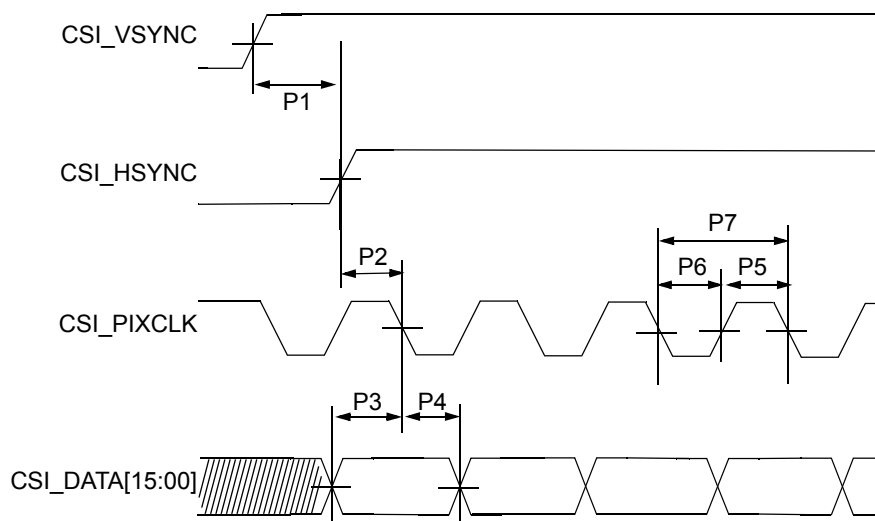 CSI_VSYNC
P1
CSI_HSYNC
P7
P2
P6
P5
CSI_PIXCLK
P3
P4
CSI_DATA[15:00]